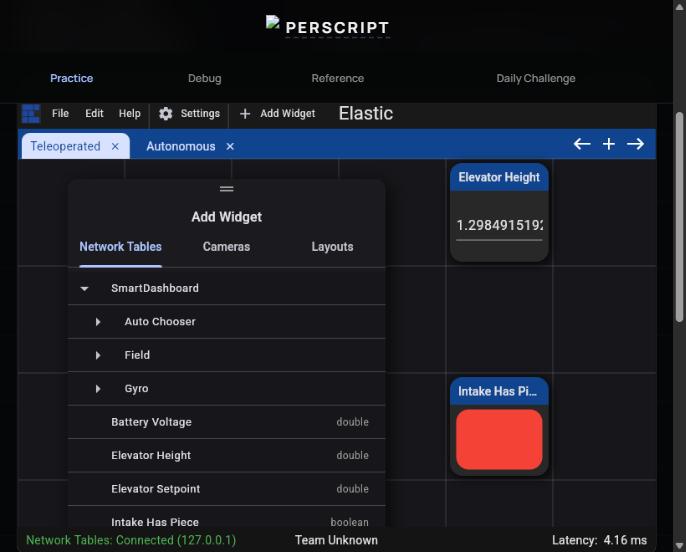 PERSCRIPT
Practice Debug Reference Daily Challenge
File Edit Help Settings + Add Widget Elastic
Teleoperated × Autonomous × ← + →
Elevator Height
1.298491519
Add Widget
Network Tables Cameras Layouts
SmartDashboard
Auto Chooser
Field
Gyro
Intake Has Pi...
Battery Voltage double
Elevator Height double
Elevator Setpoint double
Intake Has Piece boolean
Network Tables: Connected (127.0.0.1) Team Unknown Latency: 4.16 ms